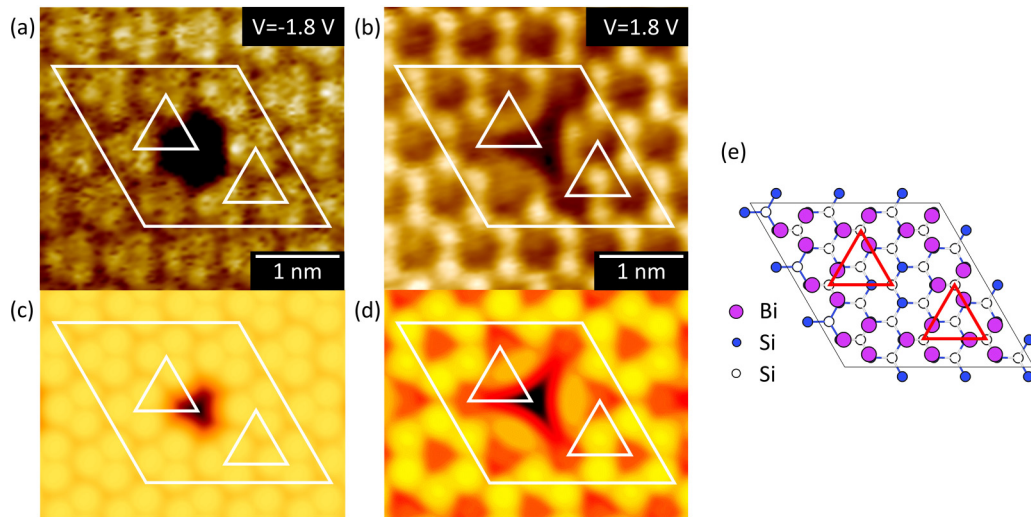 (a)
V=-1.8 V
1 nm
(b)
V=1.8 V
1 nm
(c)
(d)
(e)
Bi
Si
Si